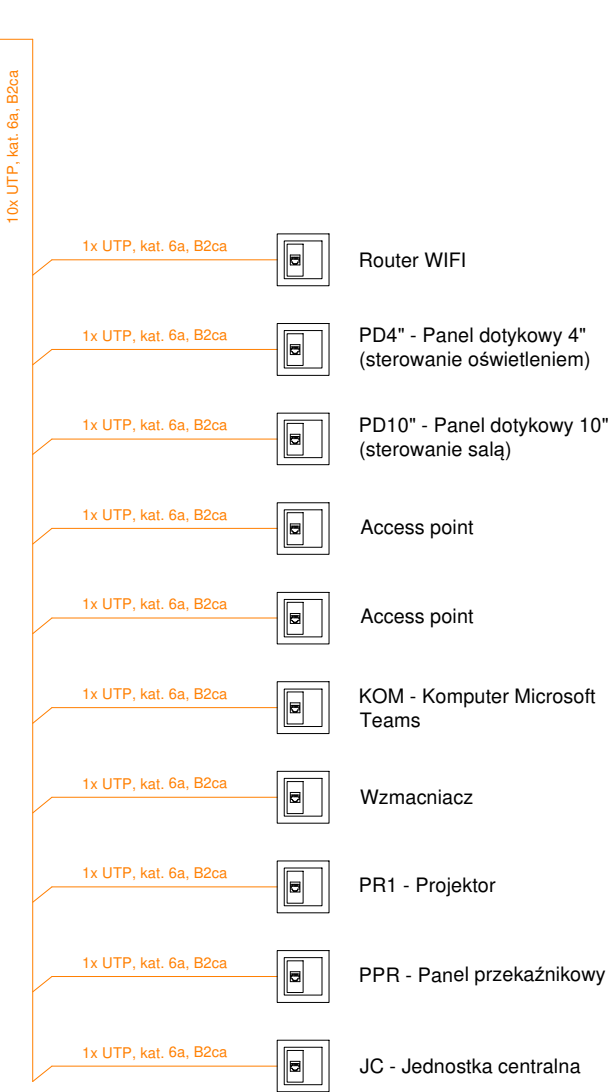 10x UTP, kat. 6a, B2ca
1x UTP, kat. 6a, B2ca
Router WIFI
1x UTP, kat. 6a, B2ca
PD4" - Panel dotykowy 4"
(sterowanie oświetleniem)
1x UTP, kat. 6a, B2ca
PD10" - Panel dotykowy 10"
(sterowanie salą)
1x UTP, kat. 6a, B2ca
Access point
1x UTP, kat. 6a, B2ca
Access point
1x UTP, kat. 6a, B2ca
KOM - Komputer Microsoft
Teams
1x UTP, kat. 6a, B2ca
Wzmacniacz
1x UTP, kat. 6a, B2ca
PR1 - Projektor
1x UTP, kat. 6a, B2ca
PPR - Panel przekaźnikowy
1x UTP, kat. 6a, B2ca
JC - Jednostka centralna